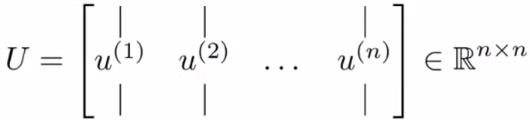 U = [ | | | u^{(1)} u^{(2)} … u^{(n)} | | | ] ∈ ℝ^{n×n}